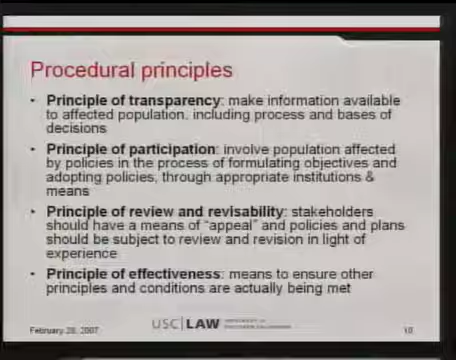 Procedural principles
• Principle of transparency: make information available
to affected population, including process and bases of
decisions
• Principle of participation: involve population affected
by policies in the process of formulating objectives and
adopting policies, through appropriate institutions &
means
• Principle of review and revisability: stakeholders
should have a means of "appeal" and policies and plans
should be subject to review and revision in light of
experience
• Principle of effectiveness: means to ensure other
principles and conditions are actually being met
February 28, 2007
USC | LAW
10